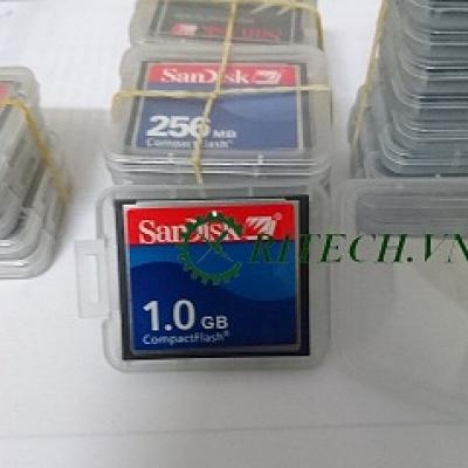 SanDisk
256 MB
CompactFlash®
SanDisk
RITECH.VN
1.0 GB
CompactFlash®